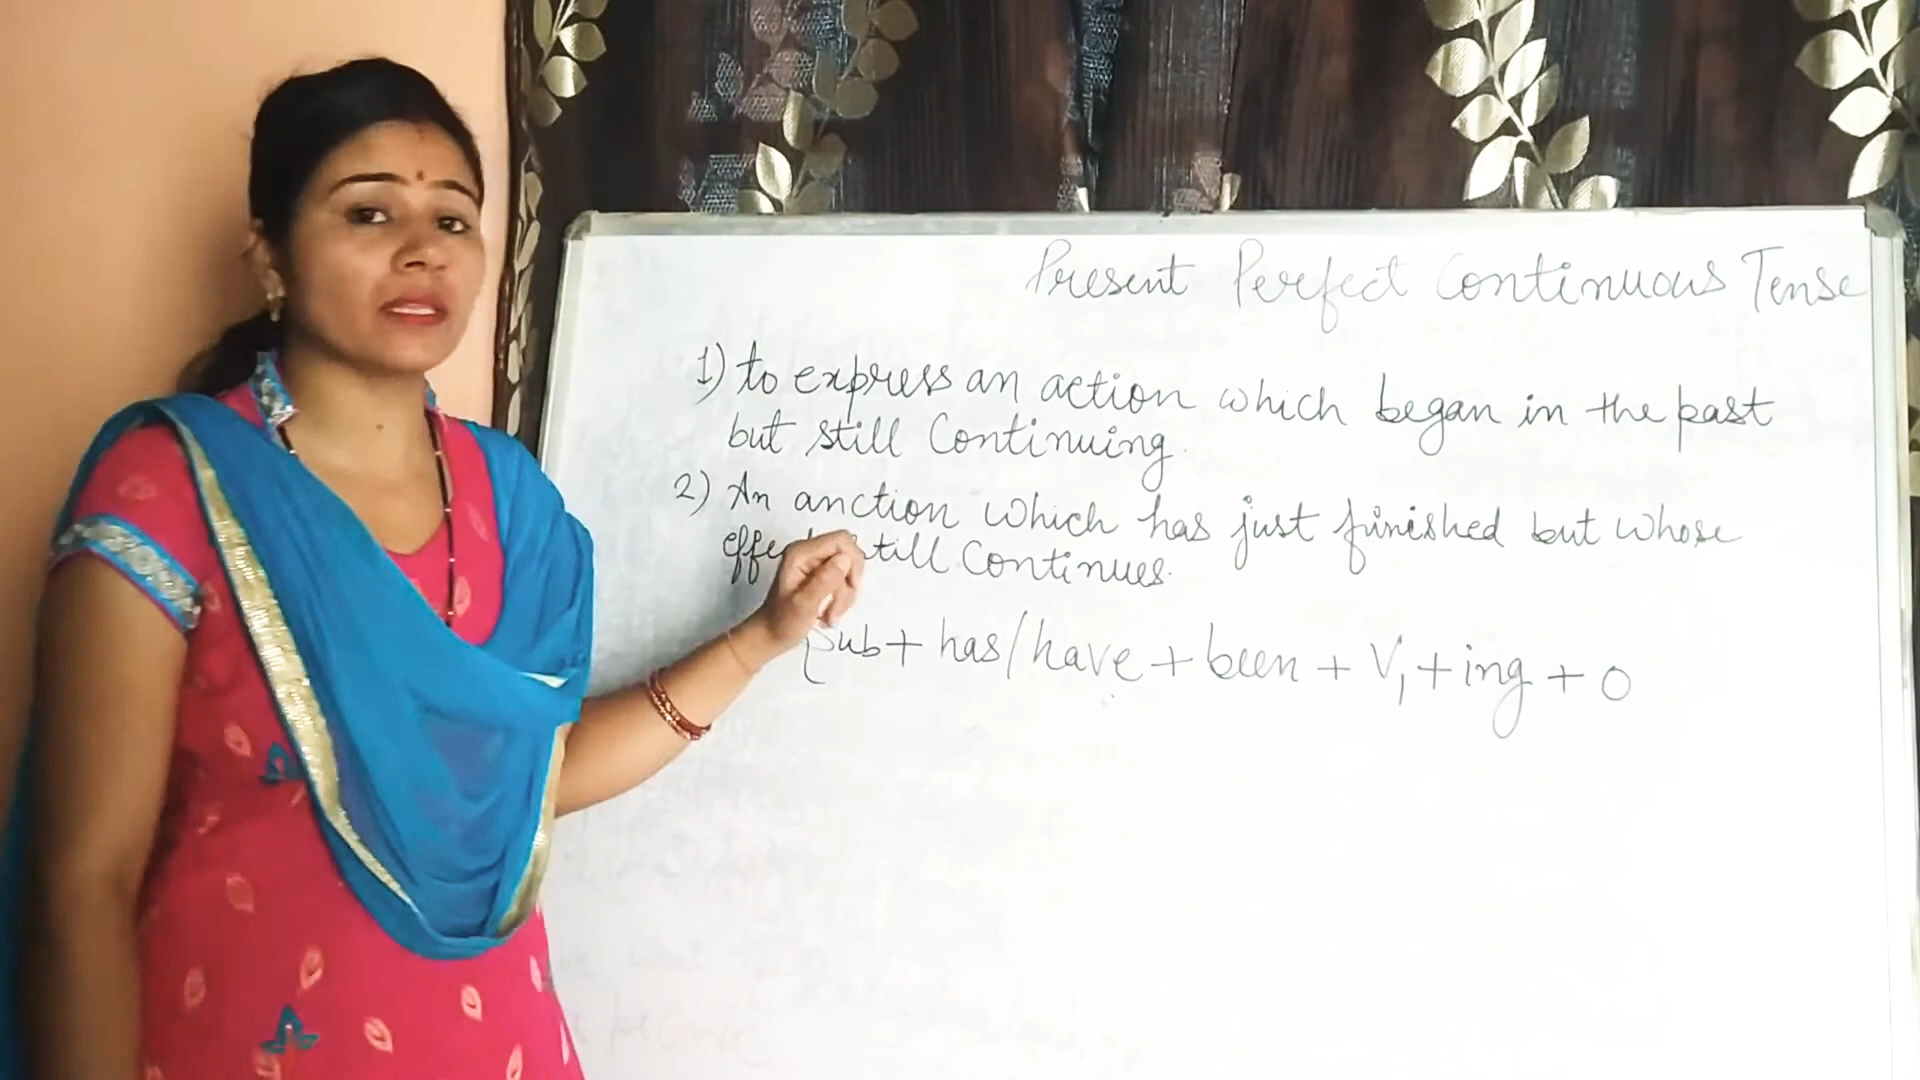 Present Perfect Continuous Tense
1) to express an action which began in the past
but still Continuing.
2) An anction which has just finished but whose
still Continues.
Sub + has/have + been + V1 + ing + O